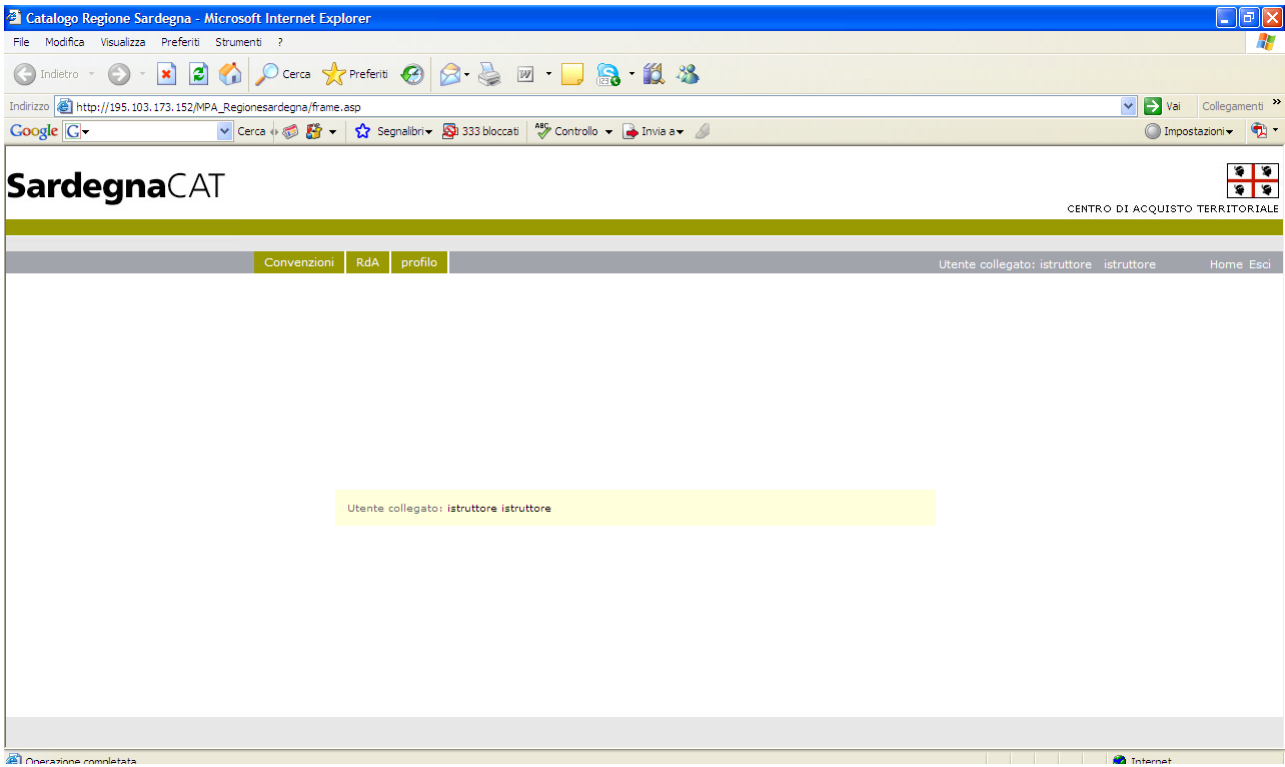 Catalogo Regione Sardegna - Microsoft Internet Explorer
File Modifica Visualizza Preferiti Strumenti ?
Indietro Cerca Preferiti
Indirizzo http://195.103.173.152/MPA_Regionesardegna/frame.asp Vai Collegamenti »
Google G Cerca Segnalibri 333 bloccati ABC Controllo Invia a Impostazioni
SardegnaCAT
CENTRO DI ACQUISTO TERRITORIALE
Convenzioni RdA profilo Utente collegato: istruttore istruttore Home Esci
Utente collegato: istruttore istruttore
Operazione completata Internet